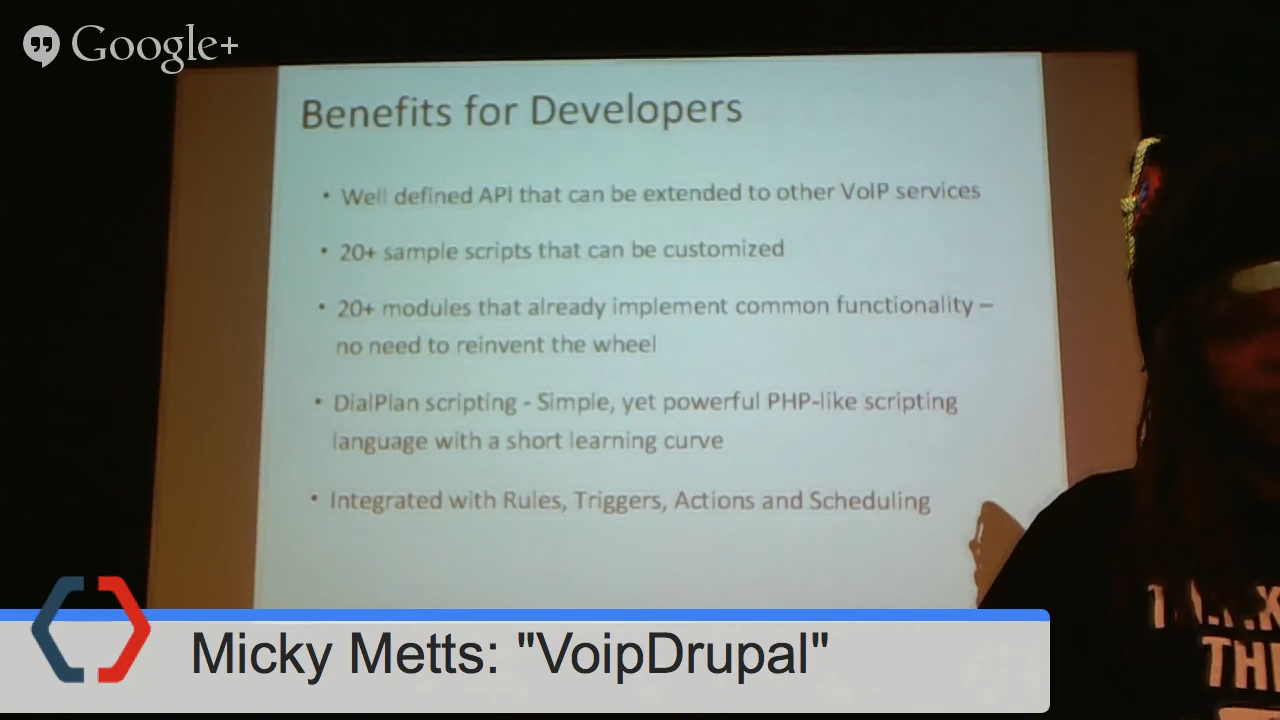 Google+
Benefits for Developers
• Well defined API that can be extended to other VoIP services
• 20+ sample scripts that can be customized
• 20+ modules that already implement common functionality –
no need to reinvent the wheel
• DialPlan scripting - Simple, yet powerful PHP-like scripting
language with a short learning curve
• Integrated with Rules, Triggers, Actions and Scheduling
Micky Metts: "VoipDrupal"